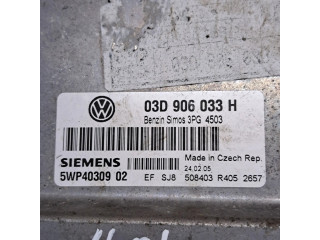 03D 906 033 H
Benzin Simos 3PG 4503
SIEMENS
Made in Czech Rep.
24.02.05
5WP40309 02
EF SJ8 508403 R405 2657